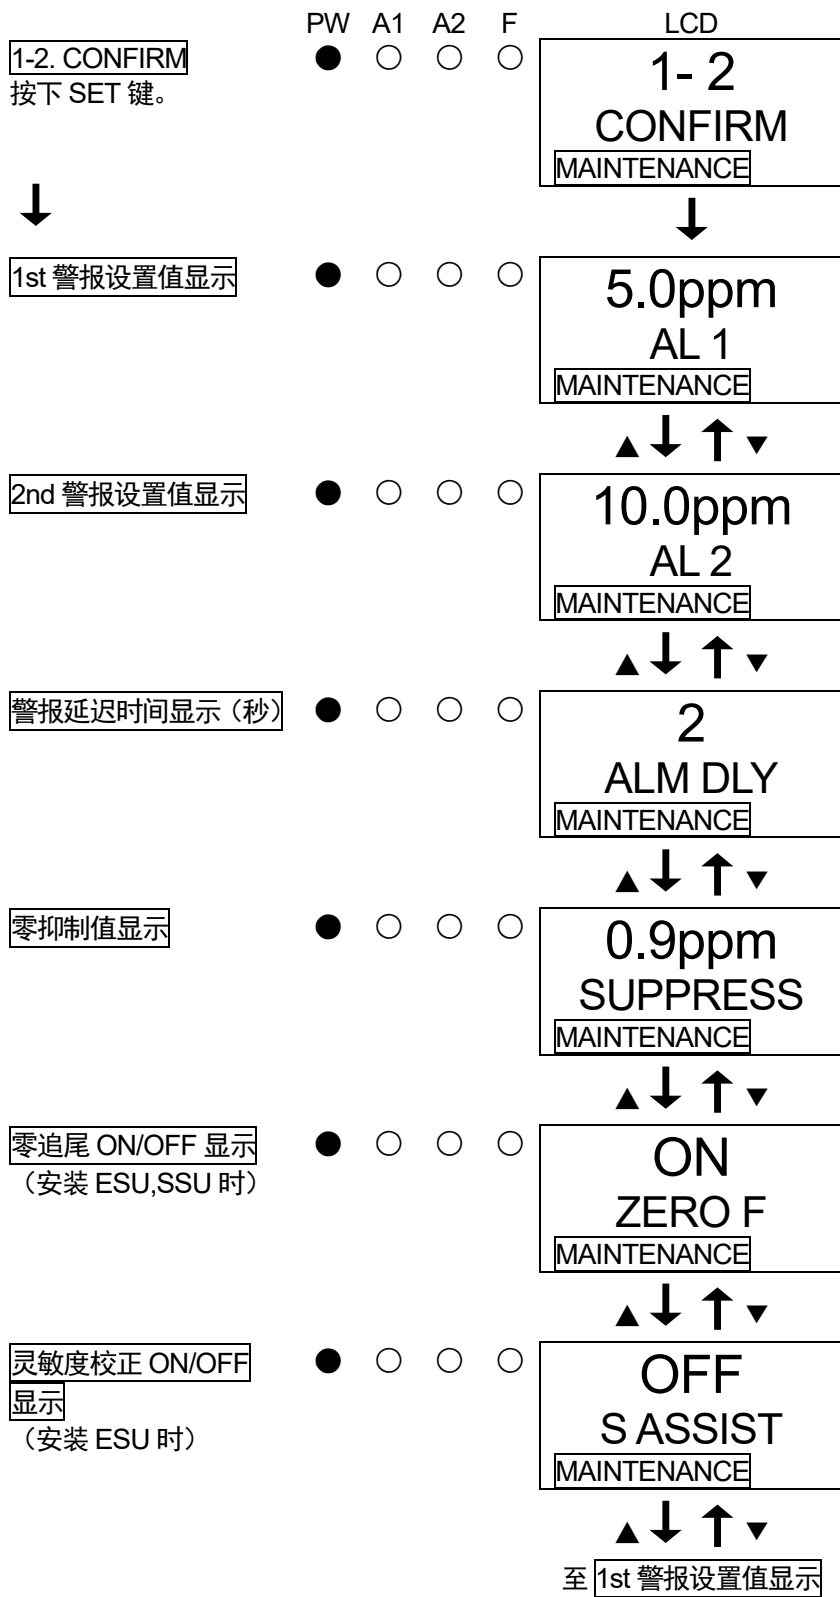 PW A1 A2 F LCD
1-2. CONFIRM ● ○ ○ ○ 1- 2
按下 SET 键。
CONFIRM
MAINTENANCE
↓ ↓
1st 警报设置值显示 ● ○ ○ ○ 5.0ppm
AL 1
MAINTENANCE
▲↓↑▼
2nd 警报设置值显示 ● ○ ○ ○ 10.0ppm
AL 2
MAINTENANCE
▲↓↑▼
警报延迟时间显示（秒） ● ○ ○ ○ 2
ALM DLY
MAINTENANCE
▲↓↑▼
零抑制值显示 ● ○ ○ ○ 0.9ppm
SUPPRESS
MAINTENANCE
▲↓↑▼
零追尾 ON/OFF 显示 ● ○ ○ ○ ON
（安装 ESU,SSU 时）
ZERO F
MAINTENANCE
▲↓↑▼
灵敏度校正 ON/OFF ● ○ ○ ○ OFF
显示
S ASSIST
（安装 ESU 时）
MAINTENANCE
▲↓↑▼
至 1st 警报设置值显示